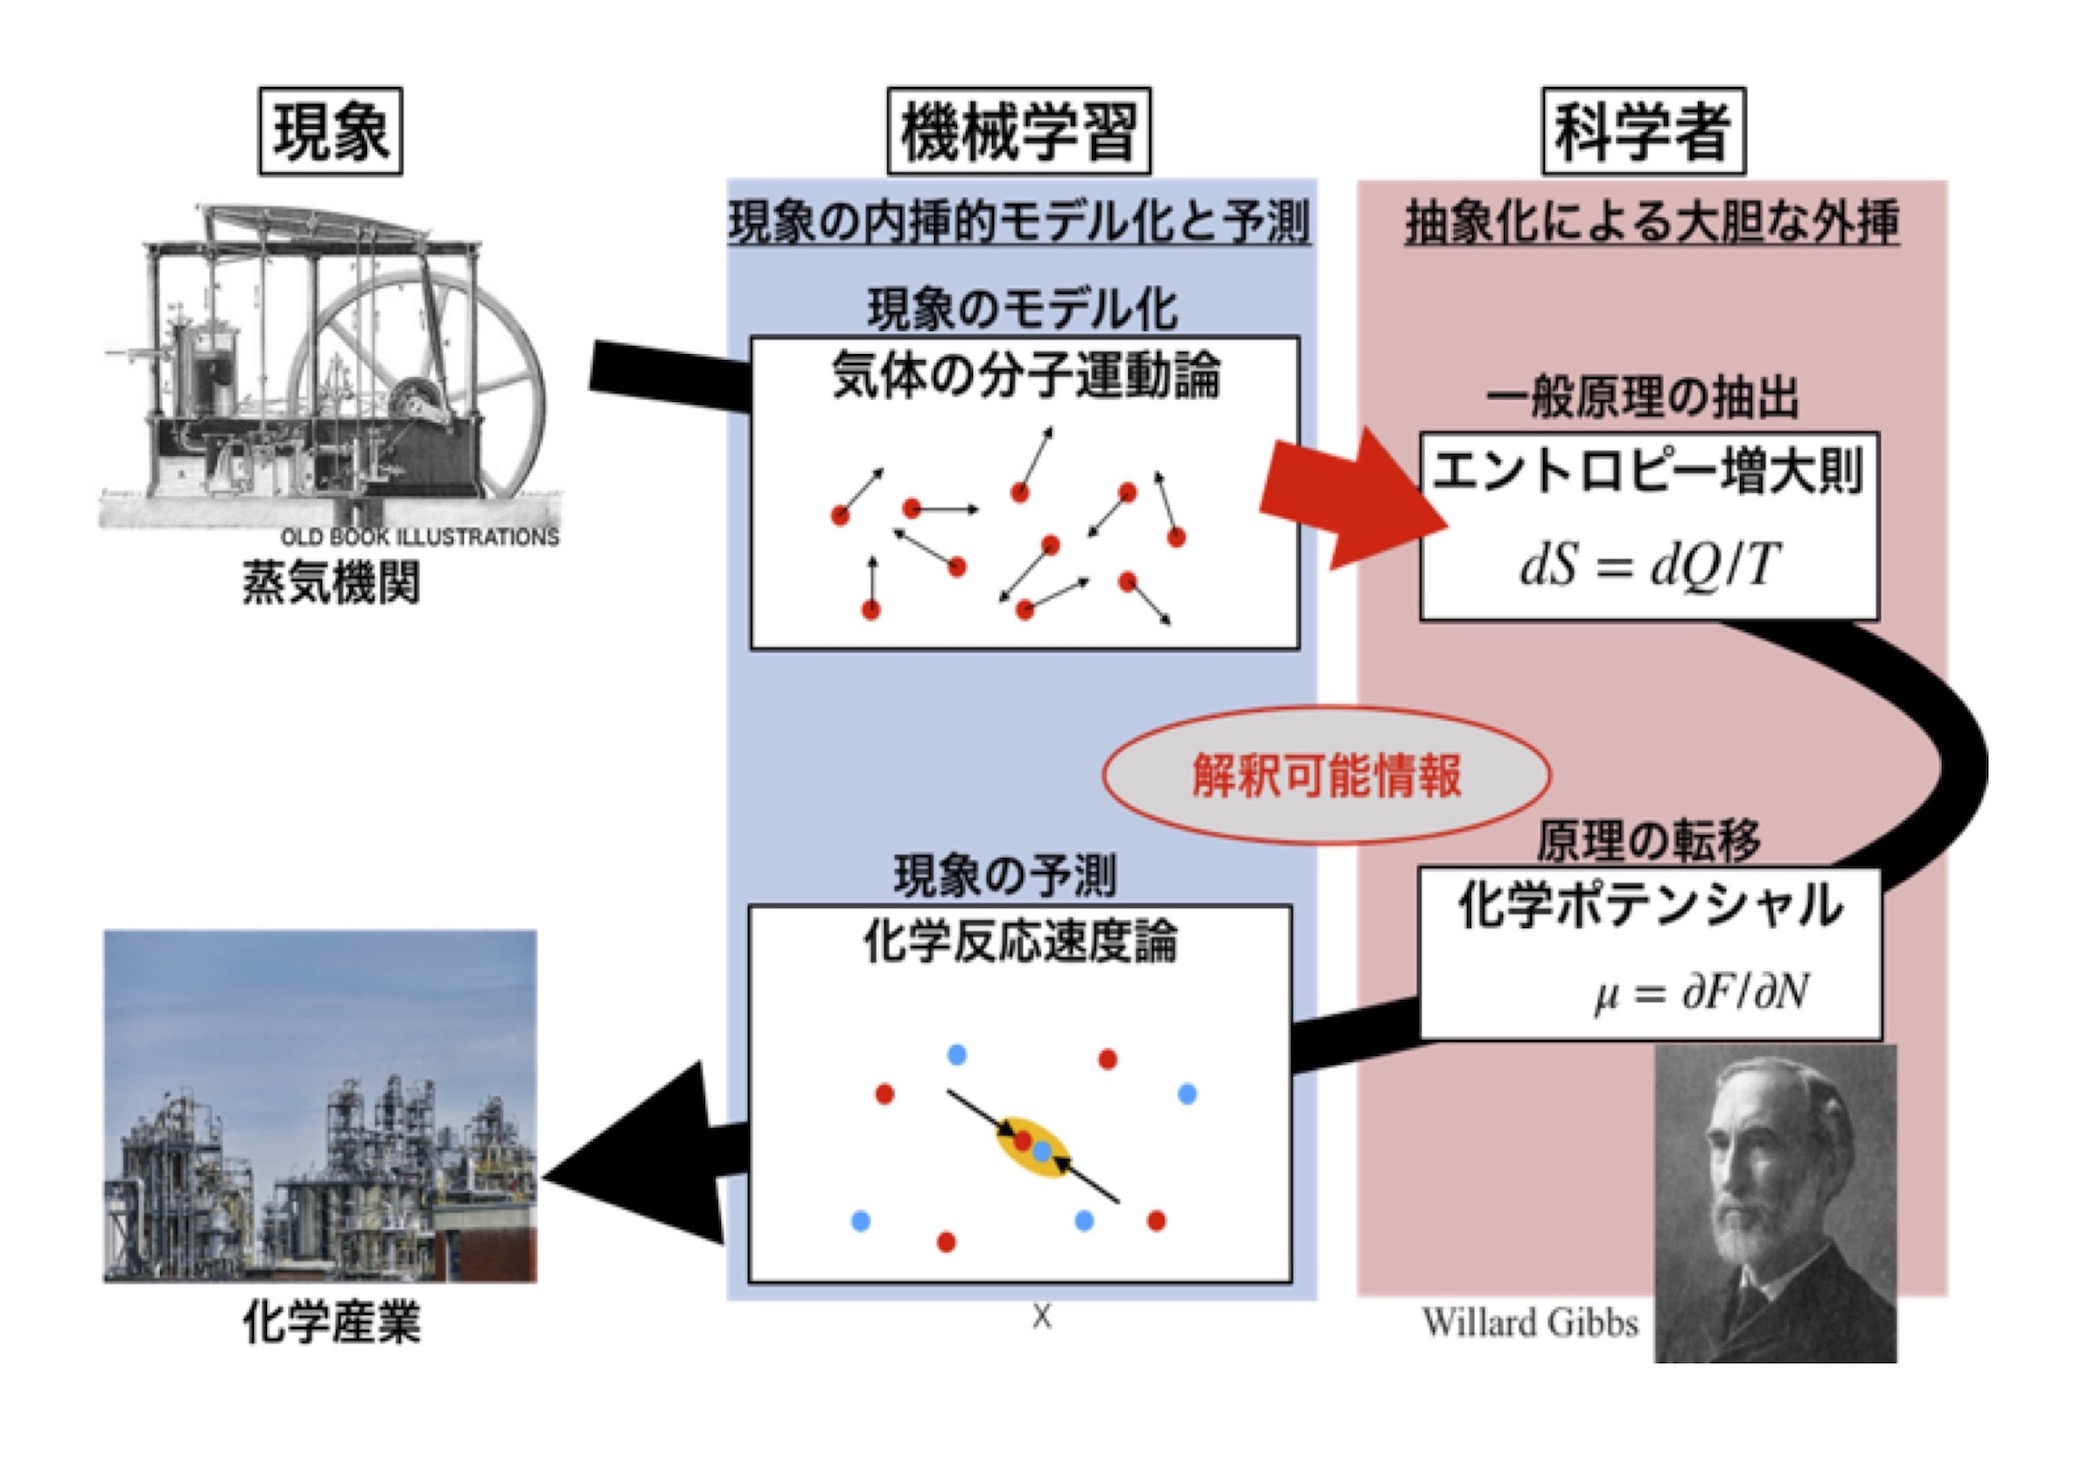 現象
機械学習
科学者
現象の内挿的モデル化と予測
抽象化による大胆な外挿
現象のモデル化
気体の分子運動論
一般原理の抽出
エントロピー増大則
dS = dQ/T
OLD BOOK ILLUSTRATIONS
蒸気機関
解釈可能情報
原理の転移
化学ポテンシャル
μ = ∂F/∂N
現象の予測
化学反応速度論
化学産業
X
Willard Gibbs